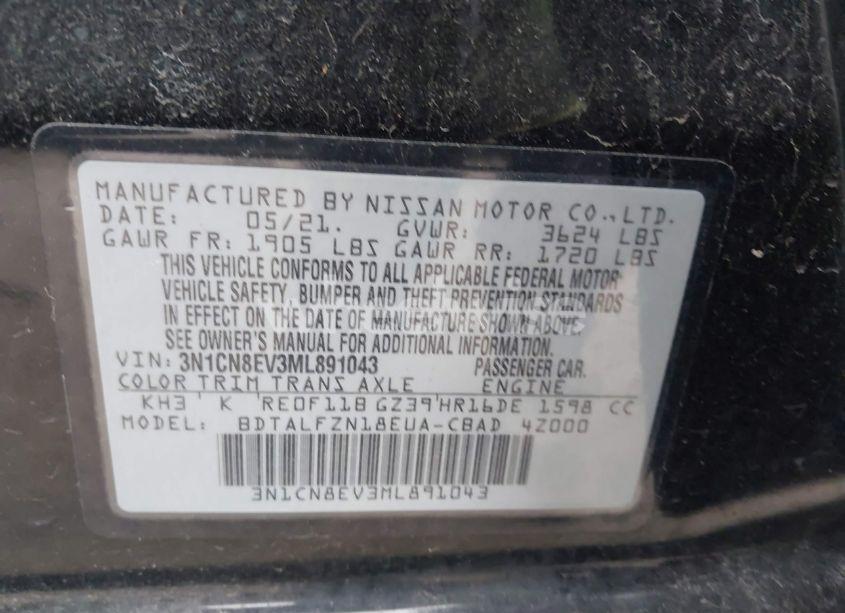 MANUFACTURED BY NISSAN MOTOR CO.,LTD.
DATE: 05/21. GVWR: 3624 LBS
GAWR FR: 1905 LBS GAWR RR: 1720 LBS
THIS VEHICLE CONFORMS TO ALL APPLICABLE FEDERAL MOTOR
VEHICLE SAFETY, BUMPER AND THEFT PREVENTION STANDARDS
IN EFFECT ON THE DATE OF MANUFACTURE SHOWN ABOVE.
SEE OWNER'S MANUAL FOR ADDITIONAL INFORMATION.
VIN: 3N1CN8EV3ML891043 PASSENGER CAR.
COLOR TRIM TRANS AXLE ENGINE
KH3 K RE0F11B GZ39 HR16DE 1598 CC
MODEL: BDTALFZN18EUA-CBAD 4Z000
3N1CN8EV3ML891043